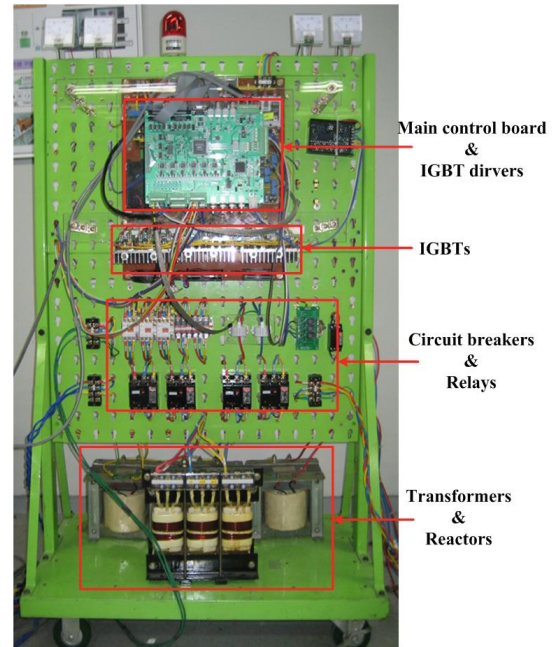 Main control board
&
IGBT dirvers
IGBTs
Circuit breakers
&
Relays
Transformers
&
Reactors